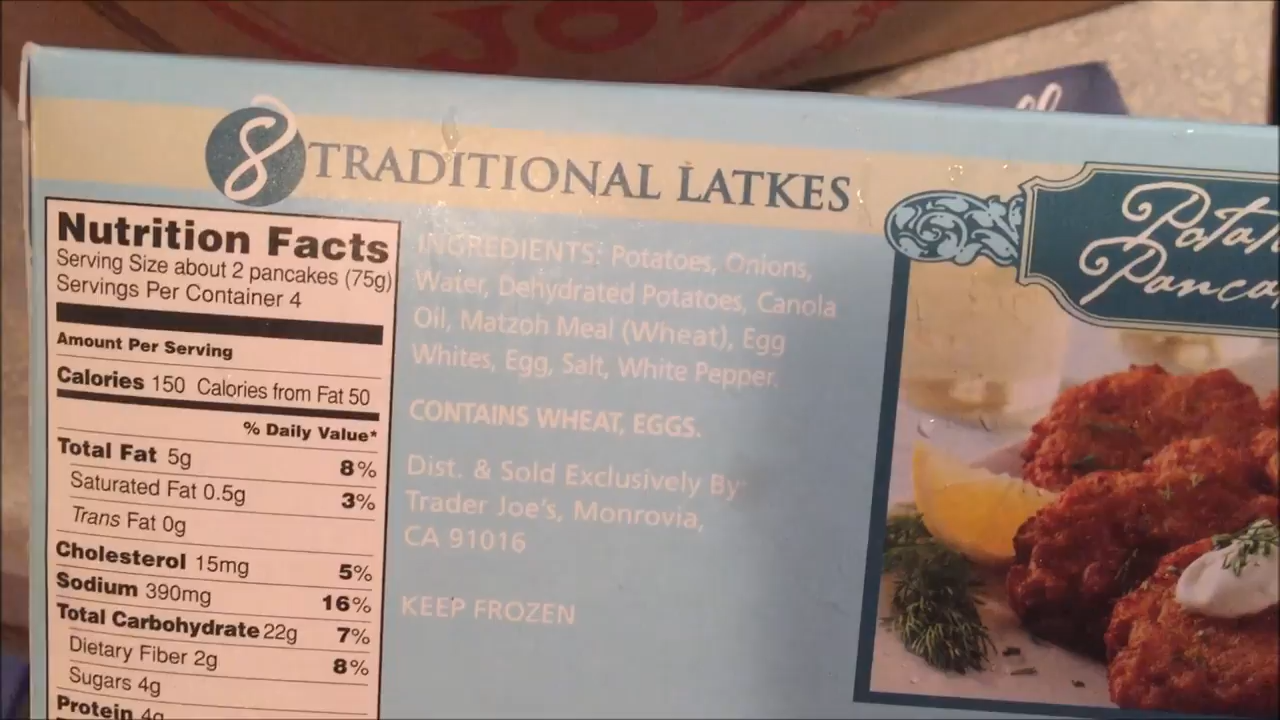 8 TRADITIONAL LATKES
Nutrition Facts
Serving Size about 2 pancakes (75g)
Servings Per Container 4
Amount Per Serving
Calories 150 Calories from Fat 50
% Daily Value*
Total Fat 5g 8%
Saturated Fat 0.5g 3%
Trans Fat 0g
Cholesterol 15mg 5%
Sodium 390mg 16%
Total Carbohydrate 22g 7%
Dietary Fiber 2g 8%
Sugars 4g
Protein 4g
INGREDIENTS: Potatoes, Onions,
Water, Dehydrated Potatoes, Canola
Oil, Matzoh Meal (Wheat), Egg
Whites, Egg, Salt, White Pepper.
CONTAINS WHEAT, EGGS.
Dist. & Sold Exclusively By:
Trader Joe's, Monrovia,
CA 91016
KEEP FROZEN